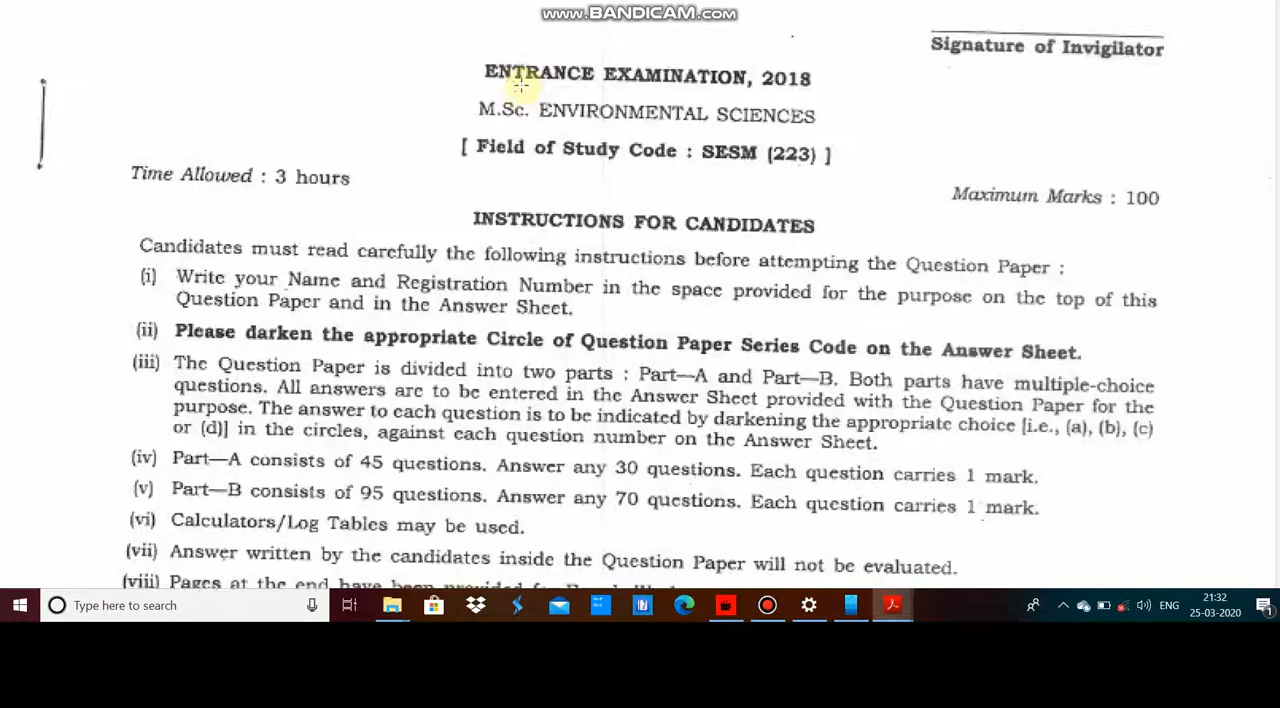 www.BANDICAM.com
Signature of Invigilator
ENTRANCE EXAMINATION, 2018
M.Sc. ENVIRONMENTAL SCIENCES
[ Field of Study Code : SESM (223) ]
Time Allowed : 3 hours
Maximum Marks : 100
INSTRUCTIONS FOR CANDIDATES
Candidates must read carefully the following instructions before attempting the Question Paper :
(i) Write your Name and Registration Number in the space provided for the purpose on the top of this
Question Paper and in the Answer Sheet.
(ii) Please darken the appropriate Circle of Question Paper Series Code on the Answer Sheet.
(iii) The Question Paper is divided into two parts : Part—A and Part—B. Both parts have multiple-choice
questions. All answers are to be entered in the Answer Sheet provided with the Question Paper for the
purpose. The answer to each question is to be indicated by darkening the appropriate choice [i.e., (a), (b), (c)
or (d)] in the circles, against each question number on the Answer Sheet.
(iv) Part—A consists of 45 questions. Answer any 30 questions. Each question carries 1 mark.
(v) Part—B consists of 95 questions. Answer any 70 questions. Each question carries 1 mark.
(vi) Calculators/Log Tables may be used.
(vii) Answer written by the candidates inside the Question Paper will not be evaluated.
(viii) Pages at the end have been provided for
Type here to search
ENG
21:32
25-03-2020
1